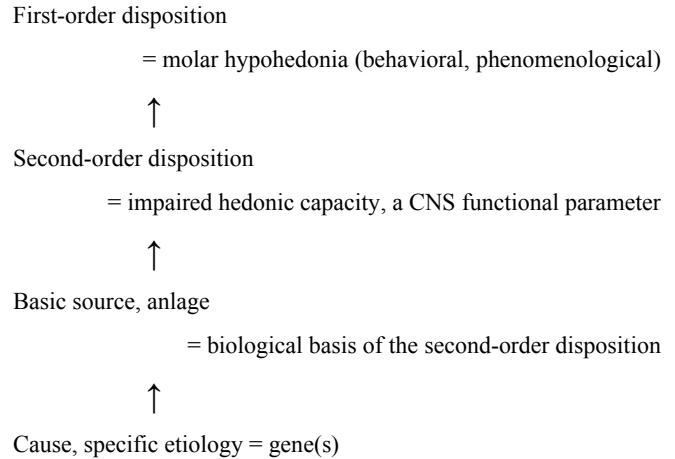 First-order disposition
= molar hypohedonia (behavioral, phenomenological)
↑
Second-order disposition
= impaired hedonic capacity, a CNS functional parameter
↑
Basic source, anlage
= biological basis of the second-order disposition
↑
Cause, specific etiology = gene(s)